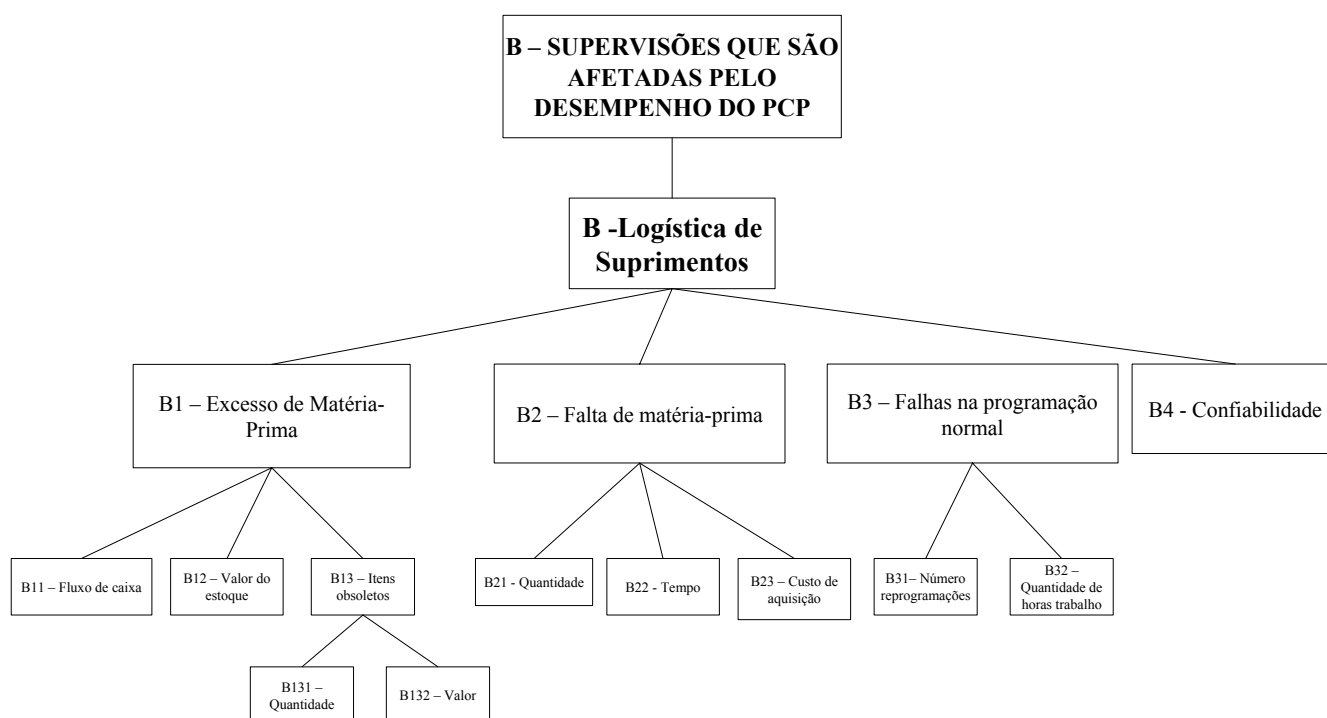 B – SUPERVISÕES QUE SÃO
AFETADAS PELO
DESEMPENHO DO PCP
B -Logística de
Suprimentos
B1 – Excesso de Matéria-
Prima
B2 – Falta de matéria-prima
B3 – Falhas na programação
normal
B4 - Confiabilidade
B11 – Fluxo de caixa
B12 – Valor do
estoque
B13 – Itens
obsoletos
B21 - Quantidade
B22 - Tempo
B23 – Custo de
aquisição
B31– Número
reprogramações
B32 –
Quantidade de
horas trabalho
B131 –
Quantidade
B132 – Valor